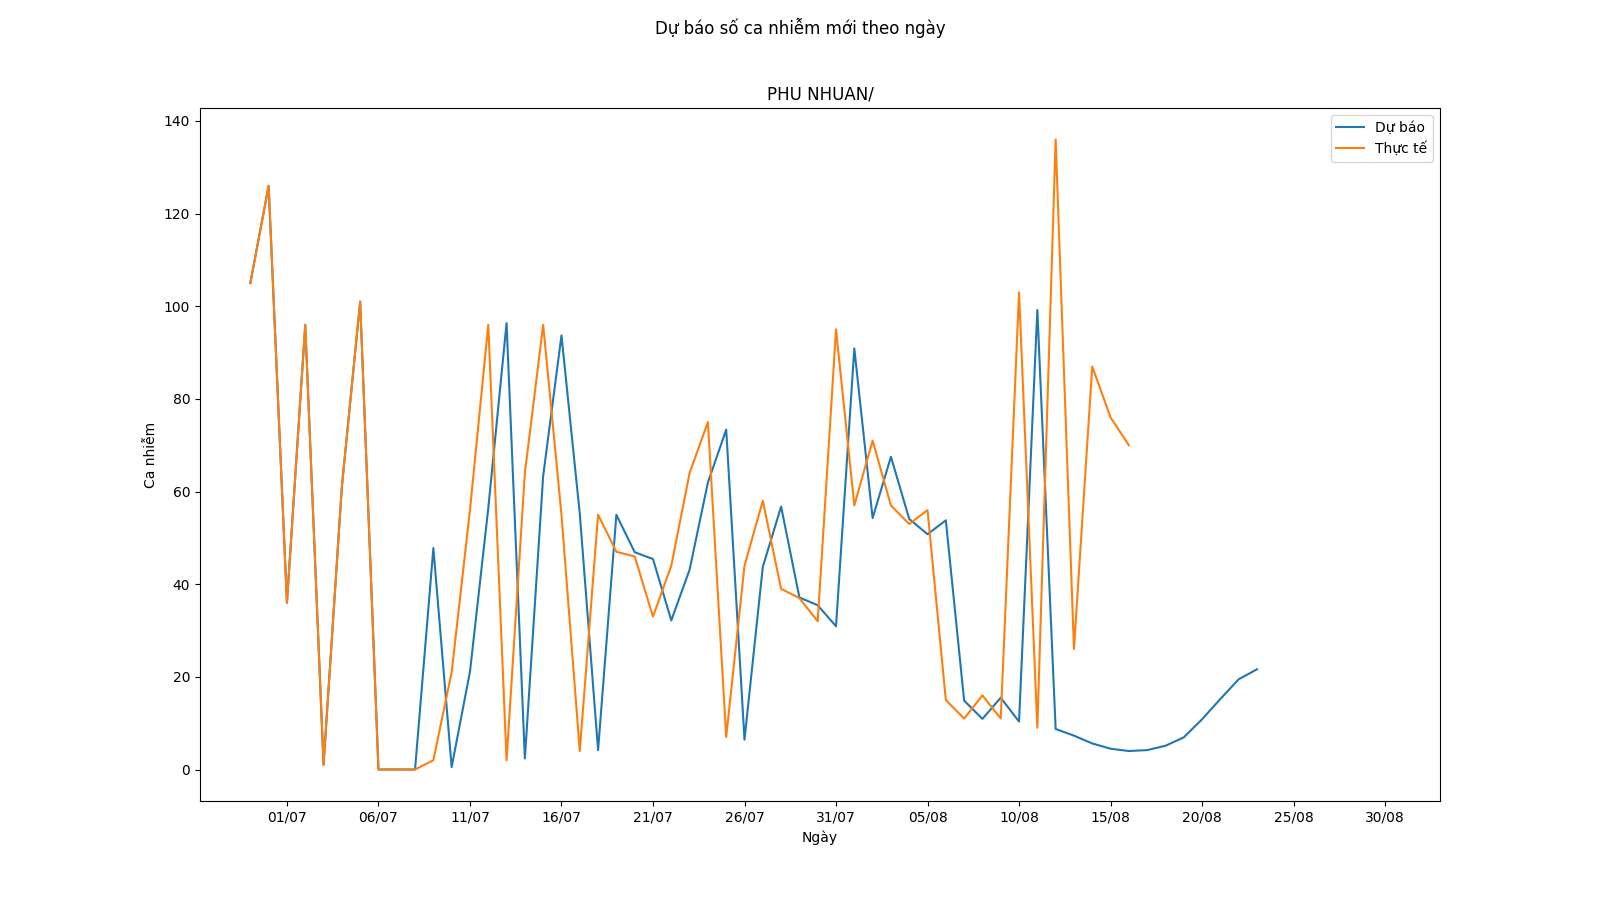 Dự báo số ca nhiễm mới theo ngày
PHU NHUAN/
Dự báo
Thực tế
140
120
100
80
60
40
20
0
Ca nhiễm
01/07 06/07 11/07 16/07 21/07 26/07 31/07 05/08 10/08 15/08 20/08 25/08 30/08
Ngày